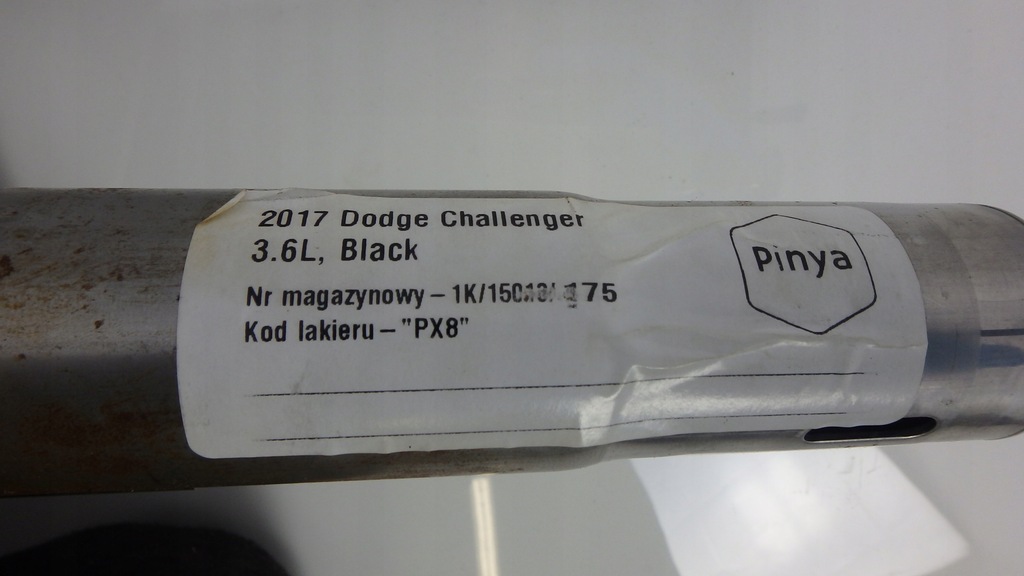 2017 Dodge Challenger
3.6L, Black
Nr magazynowy – 
Kod lakieru – "PX8"
Pinya